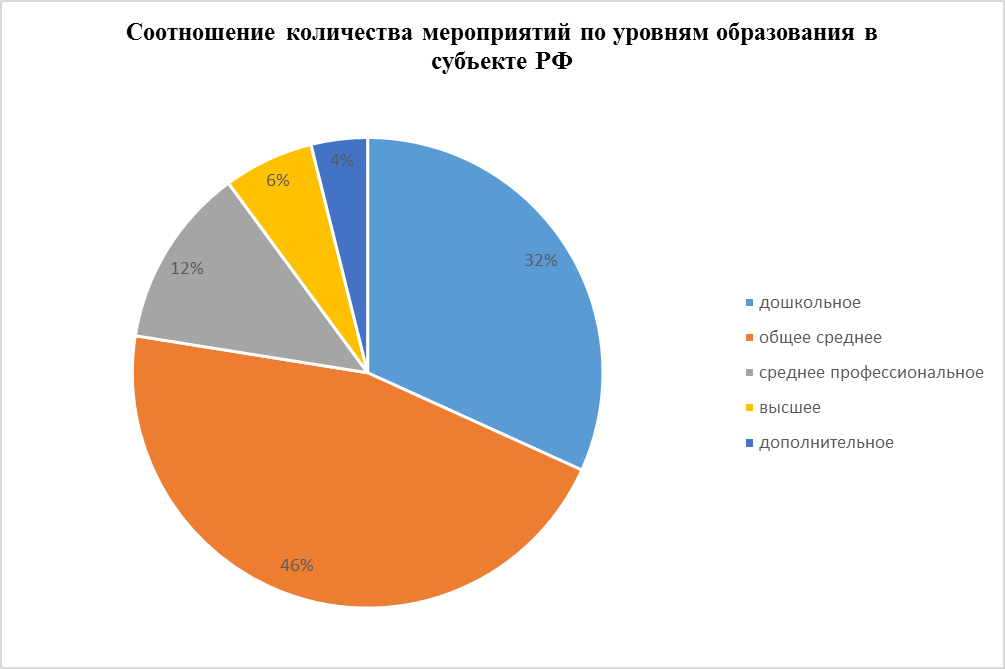 Соотношение количества мероприятий по уровням образования в
субъекте РФ
4%
6%
32%
12%
46%
дошкольное
общее среднее
среднее профессиональное
высшее
дополнительное